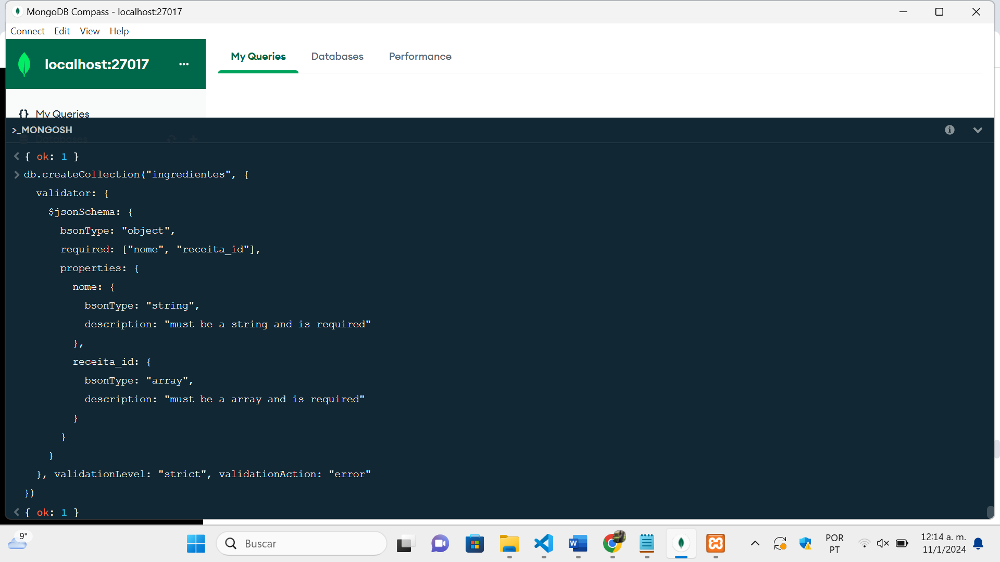 MongoDB Compass - localhost:27017
Connect Edit View Help
localhost:27017 ...
My Queries Databases Performance
{} My Queries
>_MONGOSH
Databases
{ ok: 1 }
db.createCollection("ingredientes", {
validator: {
$jsonSchema: {
bsonType: "object",
required: ["nome", "receita_id"],
properties: {
nome: {
bsonType: "string",
description: "must be a string and is required"
},
receita_id: {
bsonType: "array",
description: "must be a array and is required"
}
}
}
}, validationLevel: "strict", validationAction: "error"
})
{ ok: 1 }
9°
Buscar
POR
PT
12:14 a. m.
11/1/2024